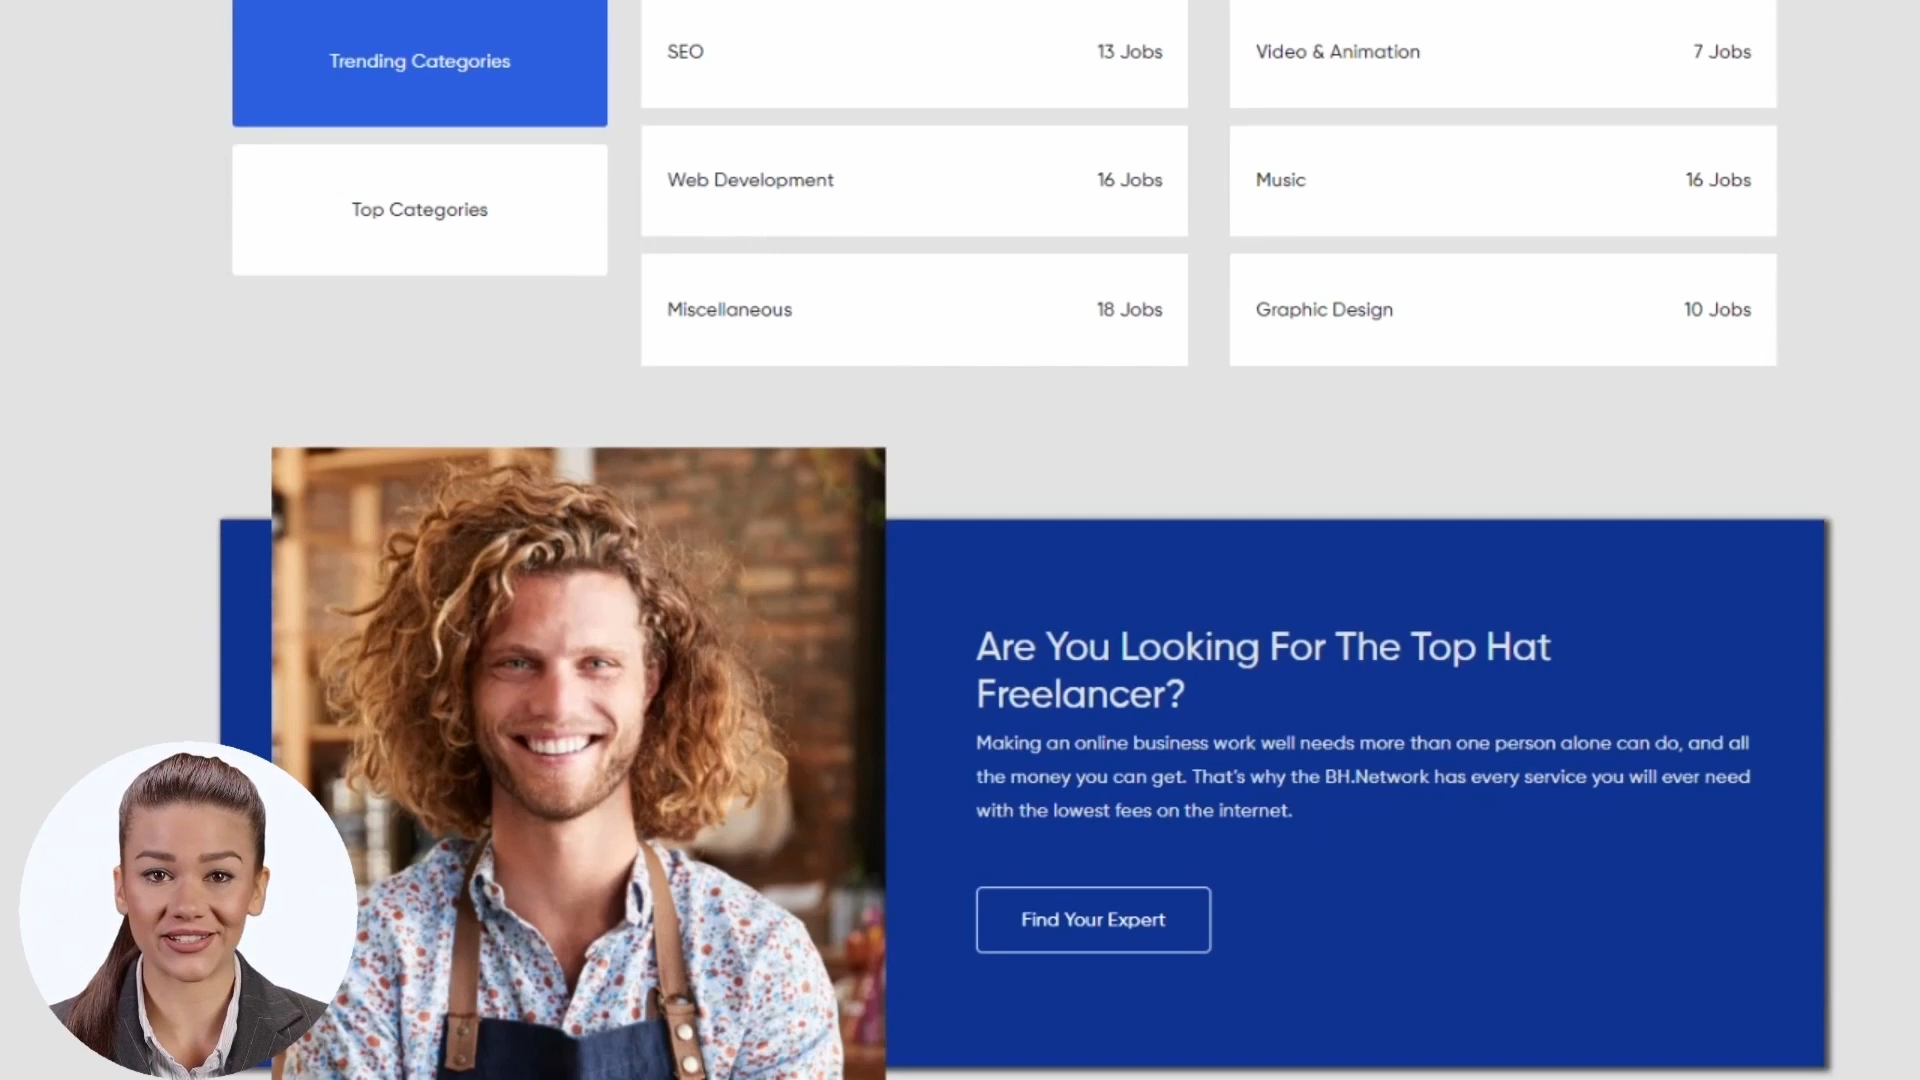 Trending Categories
Top Categories
SEO 13 Jobs
Video & Animation 7 Jobs
Web Development 16 Jobs
Music 16 Jobs
Miscellaneous 18 Jobs
Graphic Design 10 Jobs
Are You Looking For The Top Hat
Freelancer?
Making an online business work well needs more than one person alone can do, and all
the money you can get. That's why the BH.Network has every service you will ever need
with the lowest fees on the internet.
Find Your Expert